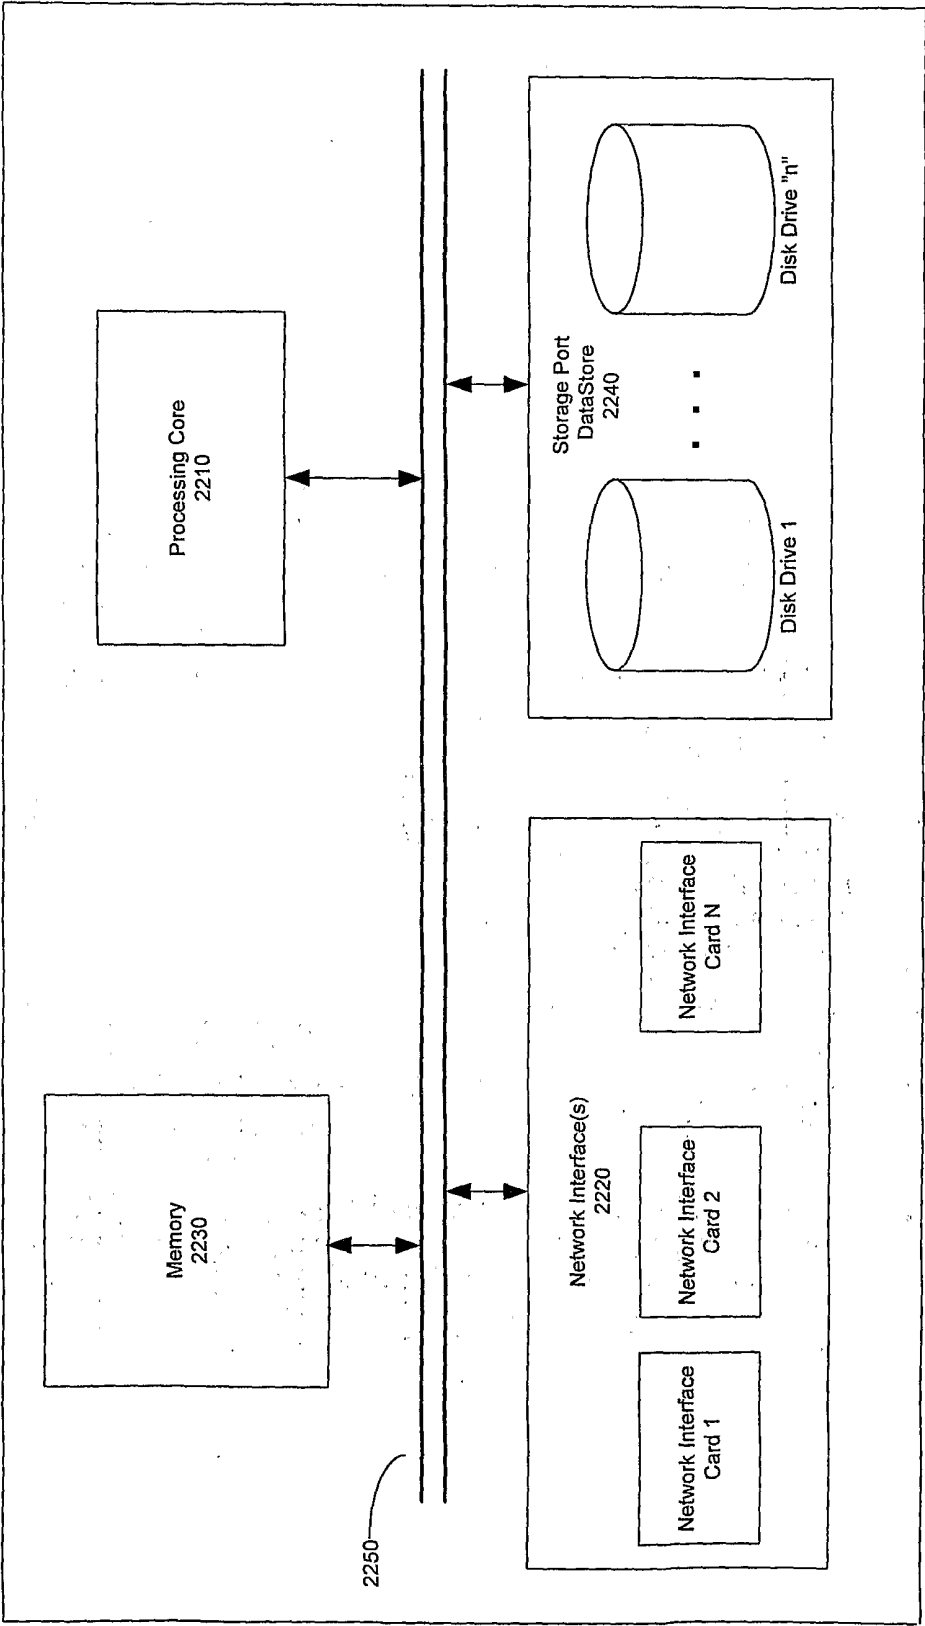 Memory
2230
Processing Core
2210
2250
Network Interface(s)
2220
Network Interface
Card 1
Network Interface
Card 2
Network Interface
Card N
Storage Port
DataStore
2240
Disk Drive 1
Disk Drive "n"